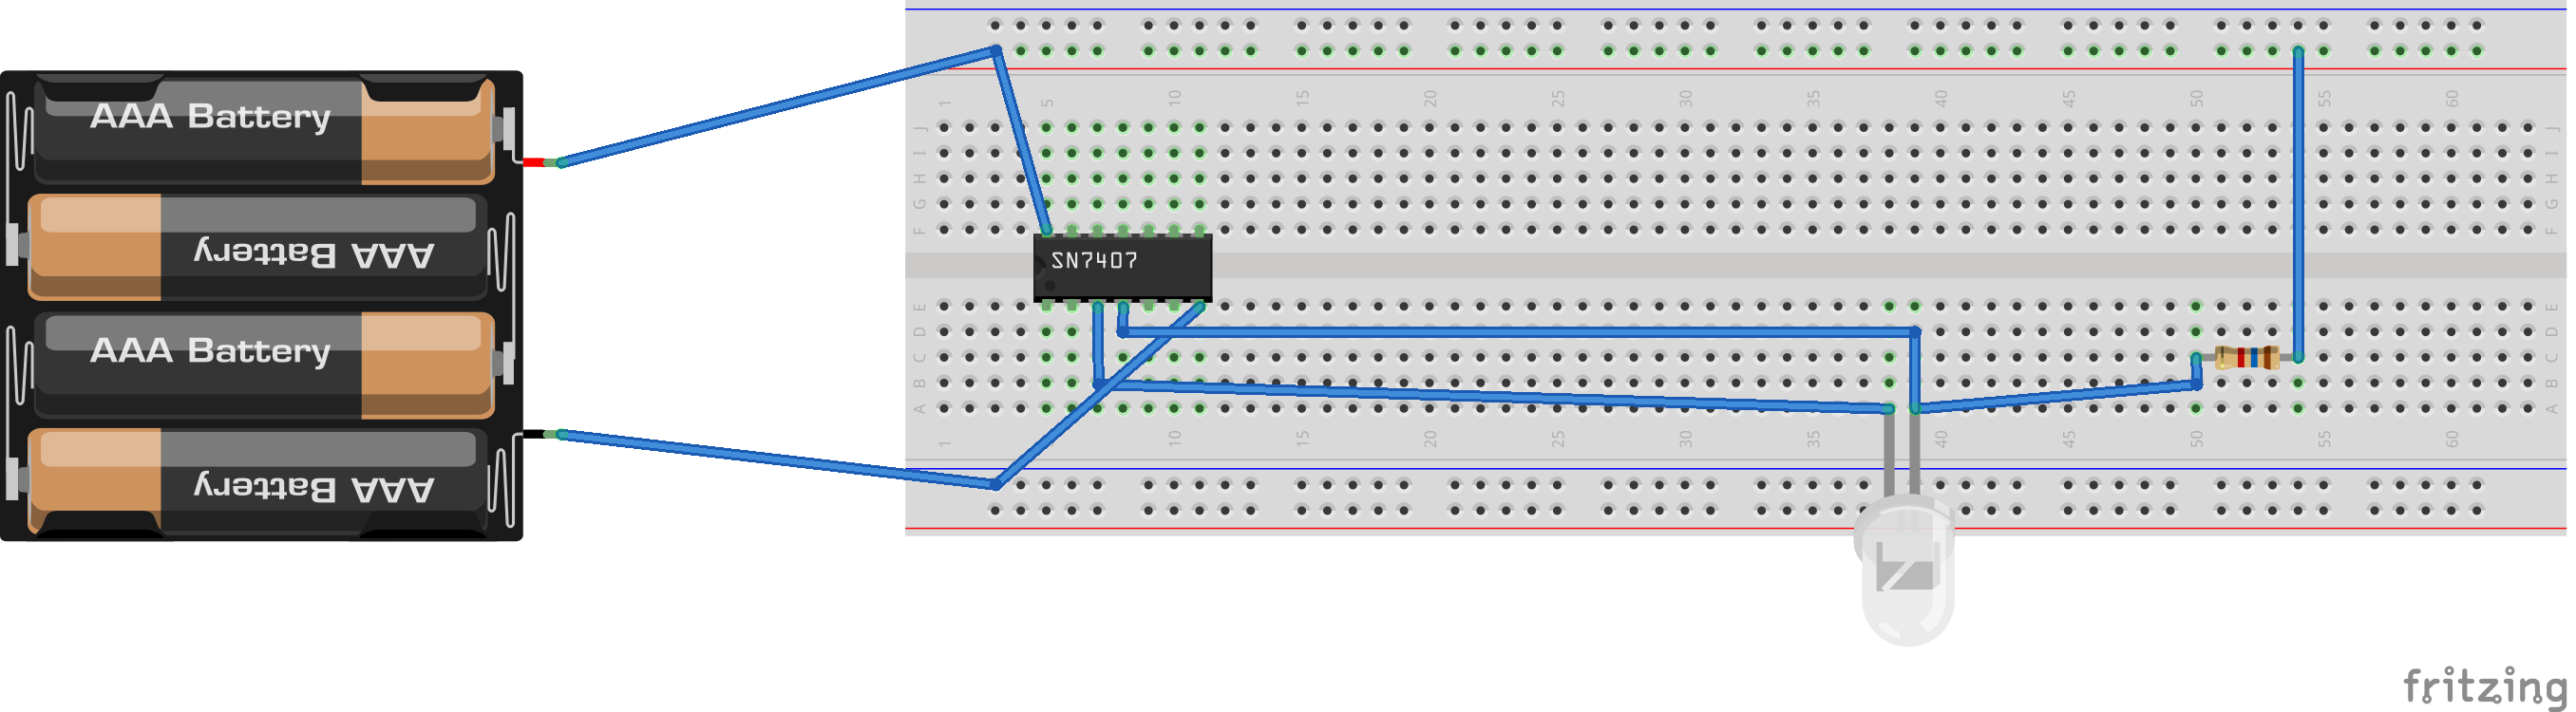 AAA Battery
AAA Battery
AAA Battery
AAA Battery
1 5 10 15 20 25 30 35 40 45 50 55 60
J J
I I
H H
G G
F F
SN7407
E E
D D
C C
B B
A A
1 10 15 20 25 30 35 40 45 50 55 60
fritzing